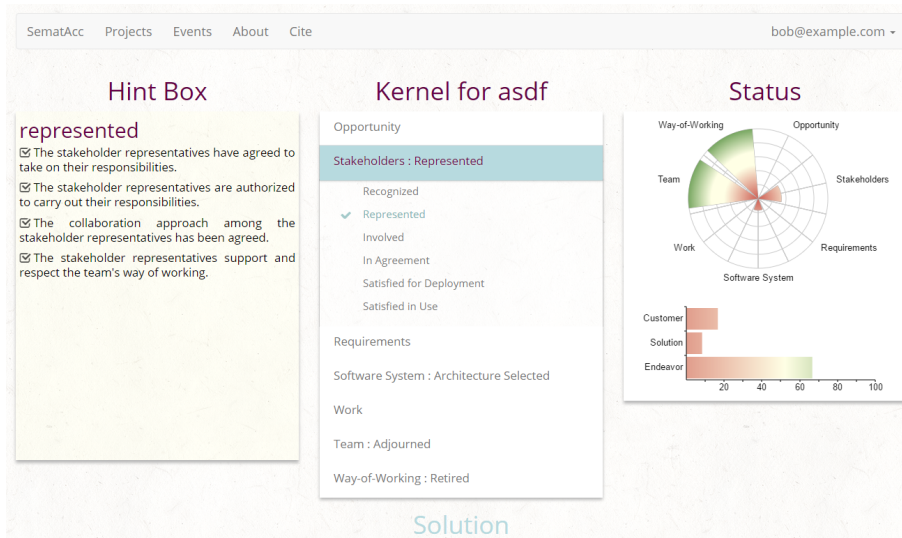 SematAcc Projects Events About Cite bob@example.com
Hint Box
represented
The stakeholder representatives have agreed to
take on their responsibilities.
The stakeholder representatives are authorized
to carry out their responsibilities.
The collaboration approach among the
stakeholder representatives has been agreed.
The stakeholder representatives support and
respect the team's way of working.
Kernel for asdf
Opportunity
Stakeholders : Represented
Recognized
Represented
Involved
In Agreement
Satisfied for Deployment
Satisfied in Use
Requirements
Software System : Architecture Selected
Work
Team : Adjourned
Way-of-Working : Retired
Status
Way-of-Working
Opportunity
Team
Stakeholders
Work
Requirements
Software System
Customer
Solution
Endeavor
20 40 60 80 100
Solution